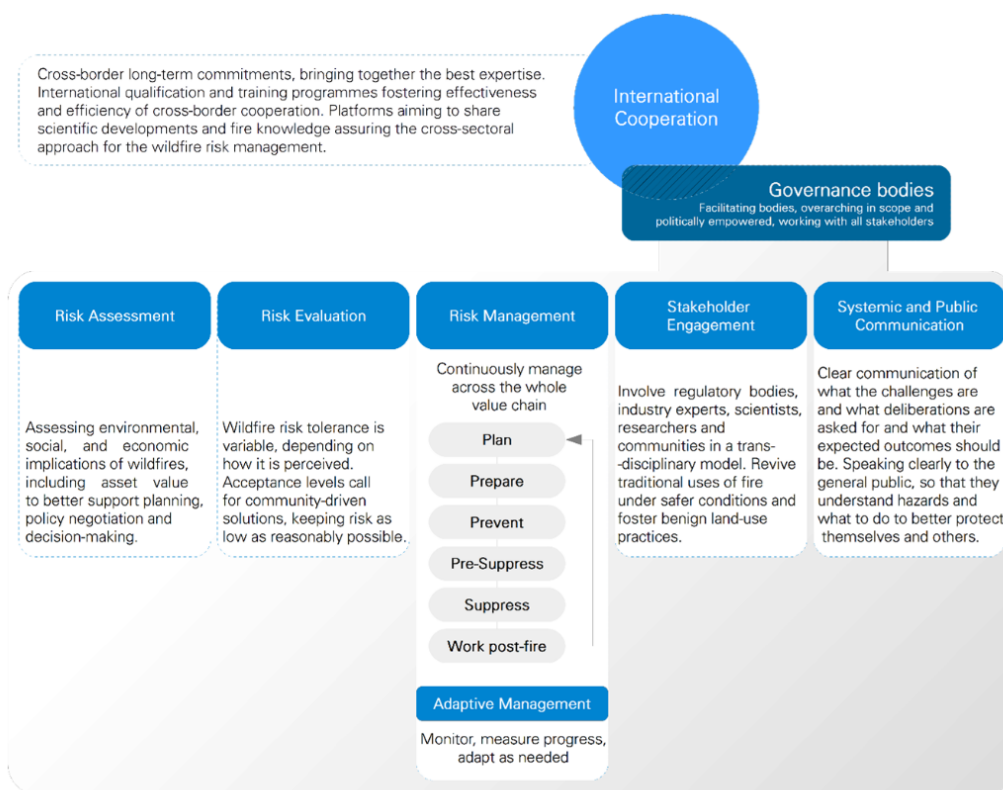 Cross-border long-term commitments, bringing together the best expertise.
International qualification and training programmes fostering effectiveness
and efficiency of cross-border cooperation. Platforms aiming to share
scientific developments and fire knowledge assuring the cross-sectoral
approach for the wildfire risk management.
International
Cooperation
Governance bodies
Facilitating bodies, overarching in scope and
politically empowered, working with all stakeholders
Risk Assessment
Assessing environmental,
social, and economic
implications of wildfires,
including asset value
to better support planning,
policy negotiation and
decision-making.
Risk Evaluation
Wildfire risk tolerance is
variable, depending on
how it is perceived.
Acceptance levels call
for community-driven
solutions, keeping risk as
low as reasonably possible.
Risk Management
Continuously manage
across the whole
value chain
Plan
Prepare
Prevent
Pre-Suppress
Suppress
Work post-fire
Adaptive Management
Monitor, measure progress,
adapt as needed
Stakeholder
Engagement
Involve regulatory bodies,
industry experts, scientists,
researchers and
communities in a trans-
-disciplinary model. Revive
traditional uses of fire
under safer conditions and
foster benign land-use
practices.
Systemic and Public
Communication
Clear communication of
what the challenges are
and what deliberations are
asked for and what their
expected outcomes should
be. Speaking clearly to the
general public, so that they
understand hazards and
what to do to better protect
themselves and others.